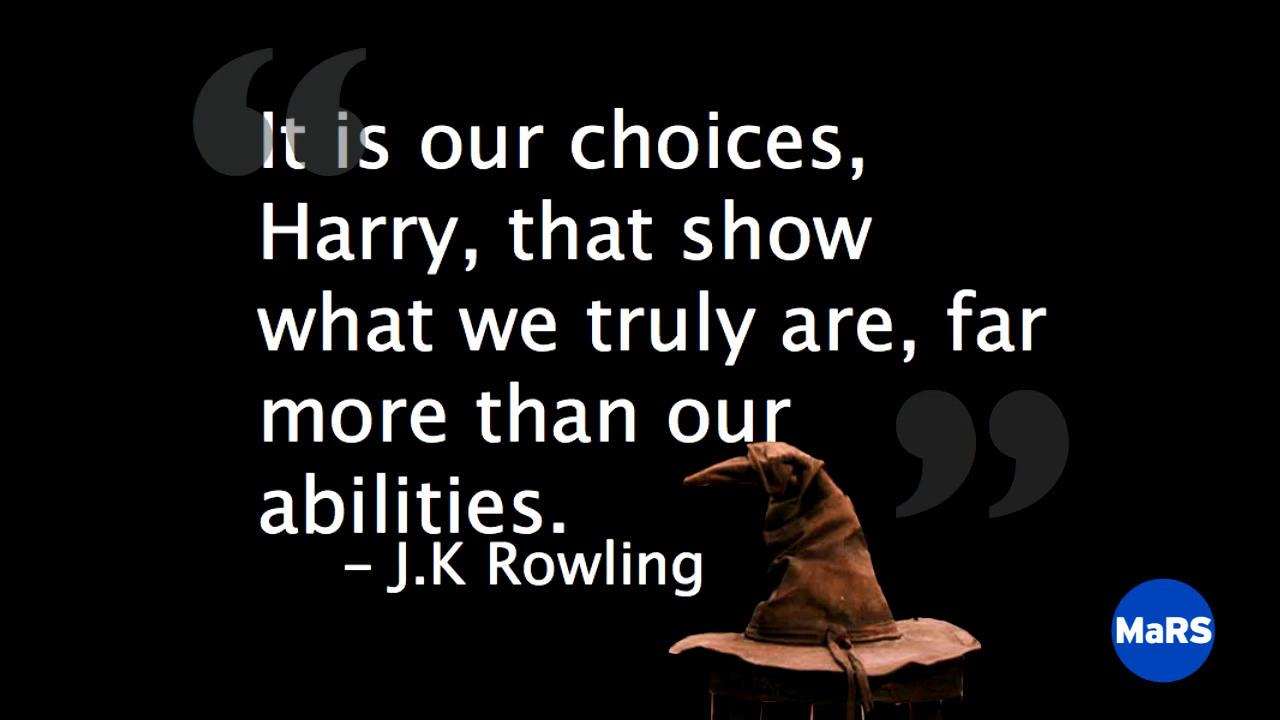 It is our choices,
Harry, that show
what we truly are, far
more than our
abilities.
– J.K Rowling
MaRS